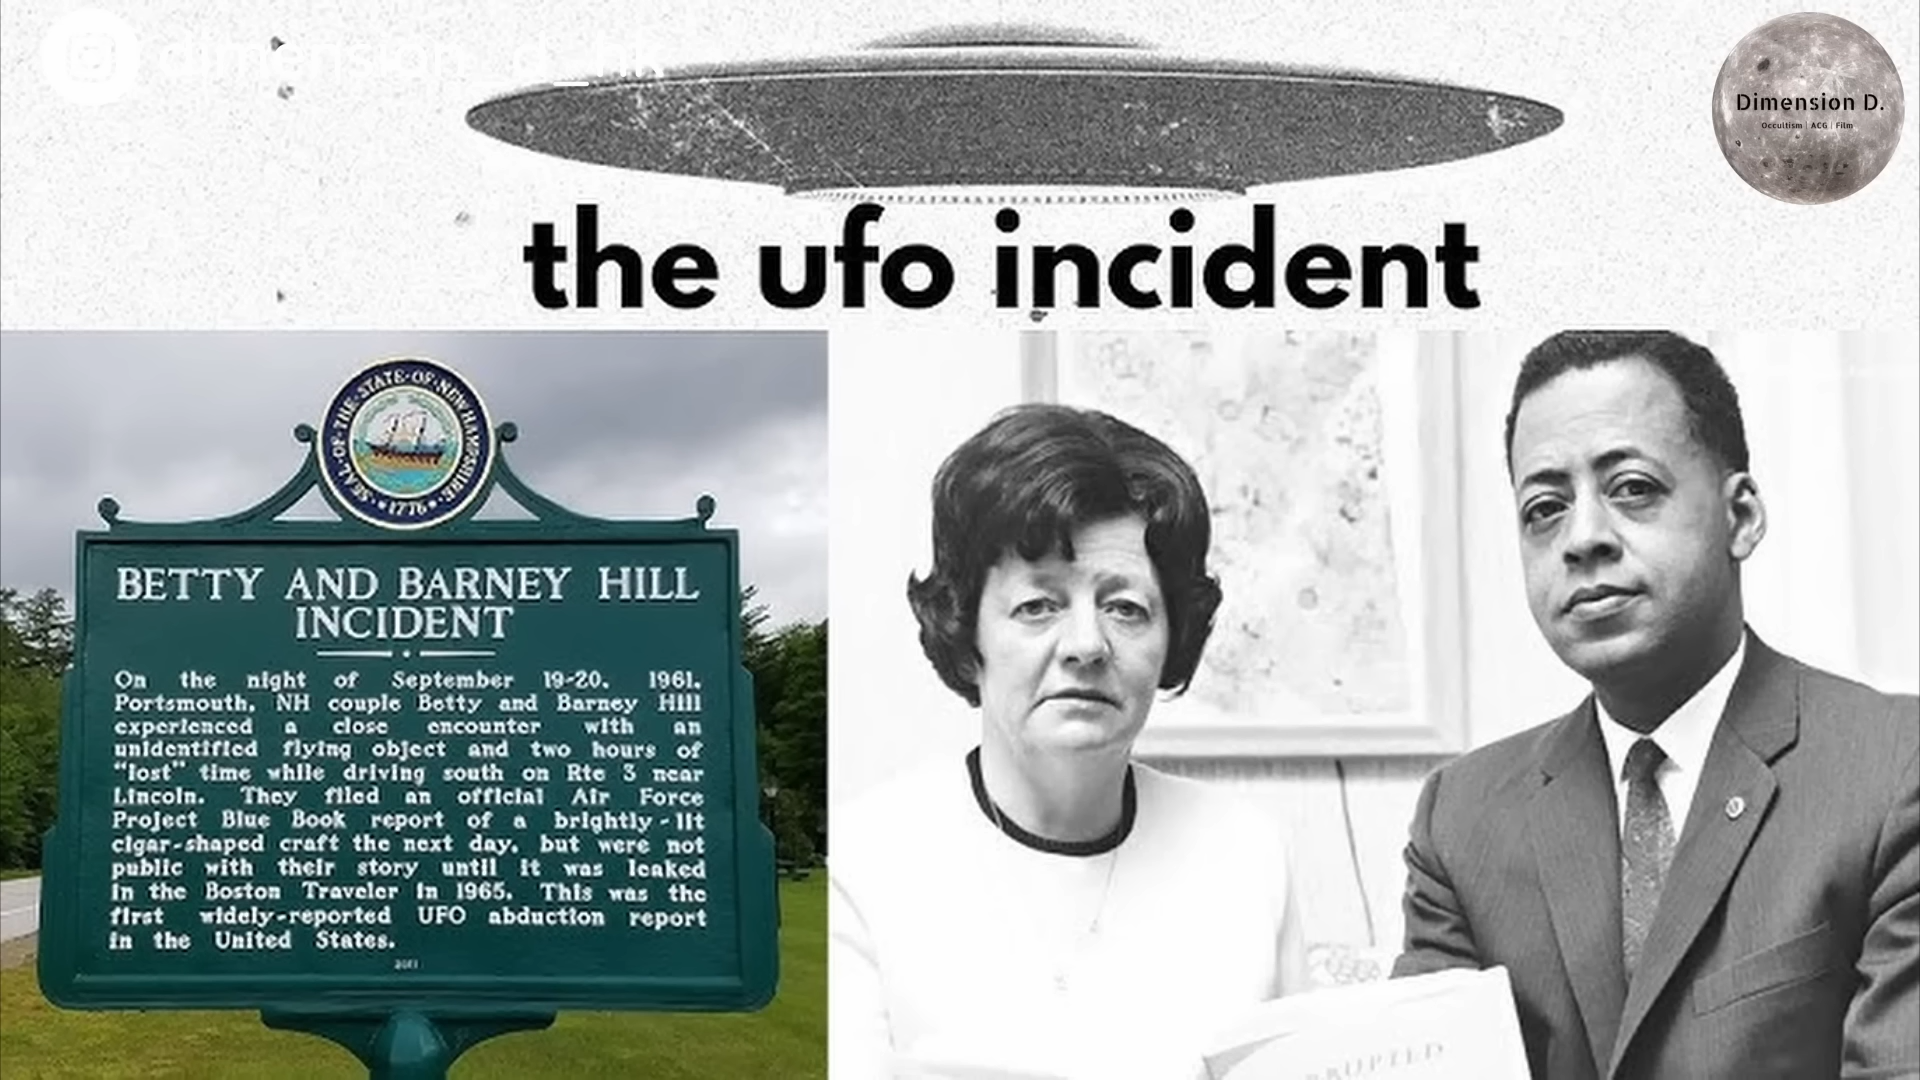 Dimension D.
Occultism | ACG | Film
the ufo incident
SEAL·OF·THE·STATE·OF·NEW HAMPSHIRE
·1776·
BETTY AND BARNEY HILL
INCIDENT
On the night of September 19-20, 1961,
Portsmouth, NH couple Betty and Barney Hill
experienced a close encounter with an
unidentified flying object and two hours of
"lost" time while driving south on Rte 3 near
Lincoln. They filed an official Air Force
Project Blue Book report of a brightly-lit
cigar-shaped craft the next day, but were not
public with their story until it was leaked
in the Boston Traveler in 1965. This was the
first widely-reported UFO abduction report
in the United States.
2011